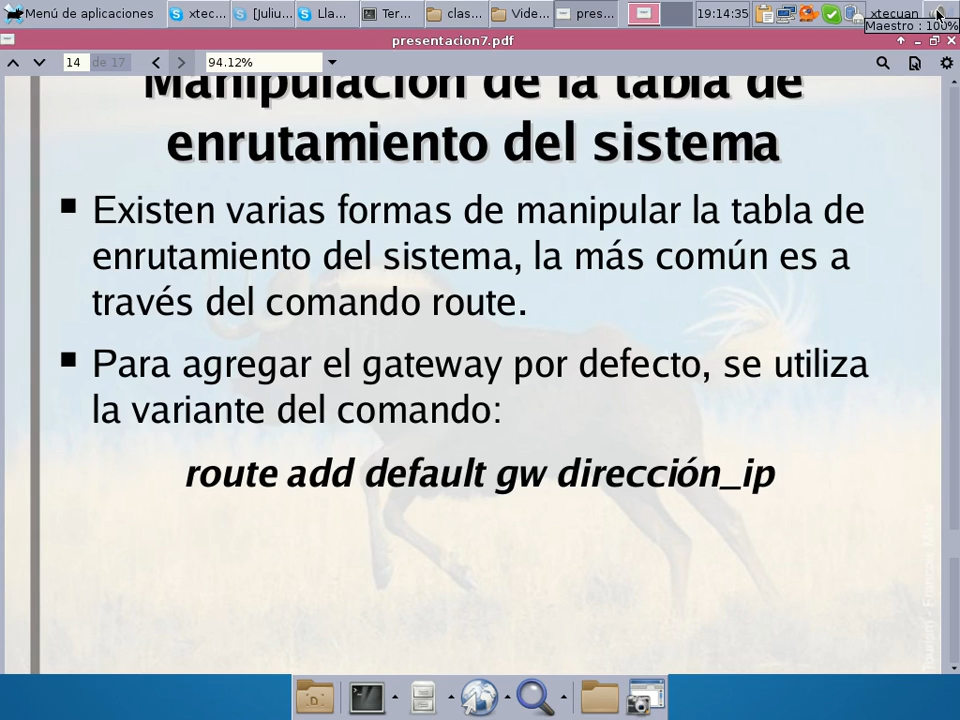 Menú de aplicaciones xtec... [Juliu... Lla... Ter... clas... Vide... pres... 19:14:35 xtecuan
Maestro : 100%
presentacion7.pdf
14 de 17 94.12%
Manipulación de la tabla de
enrutamiento del sistema
Existen varias formas de manipular la tabla de
enrutamiento del sistema, la más común es a
través del comando route.
Para agregar el gateway por defecto, se utiliza
la variante del comando:
route add default gw dirección_ip